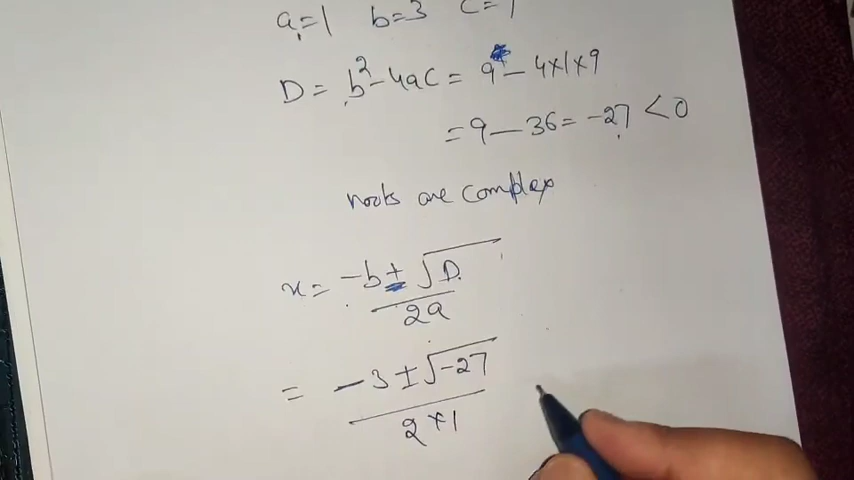 a=1 b=3 c=
D = b²-4ac = 9 - 4×1×9
= 9 - 36 = -27 < 0
roots are complex
x = (-b ± √D) / 2a
= (-3 ± √-27) / 2×1